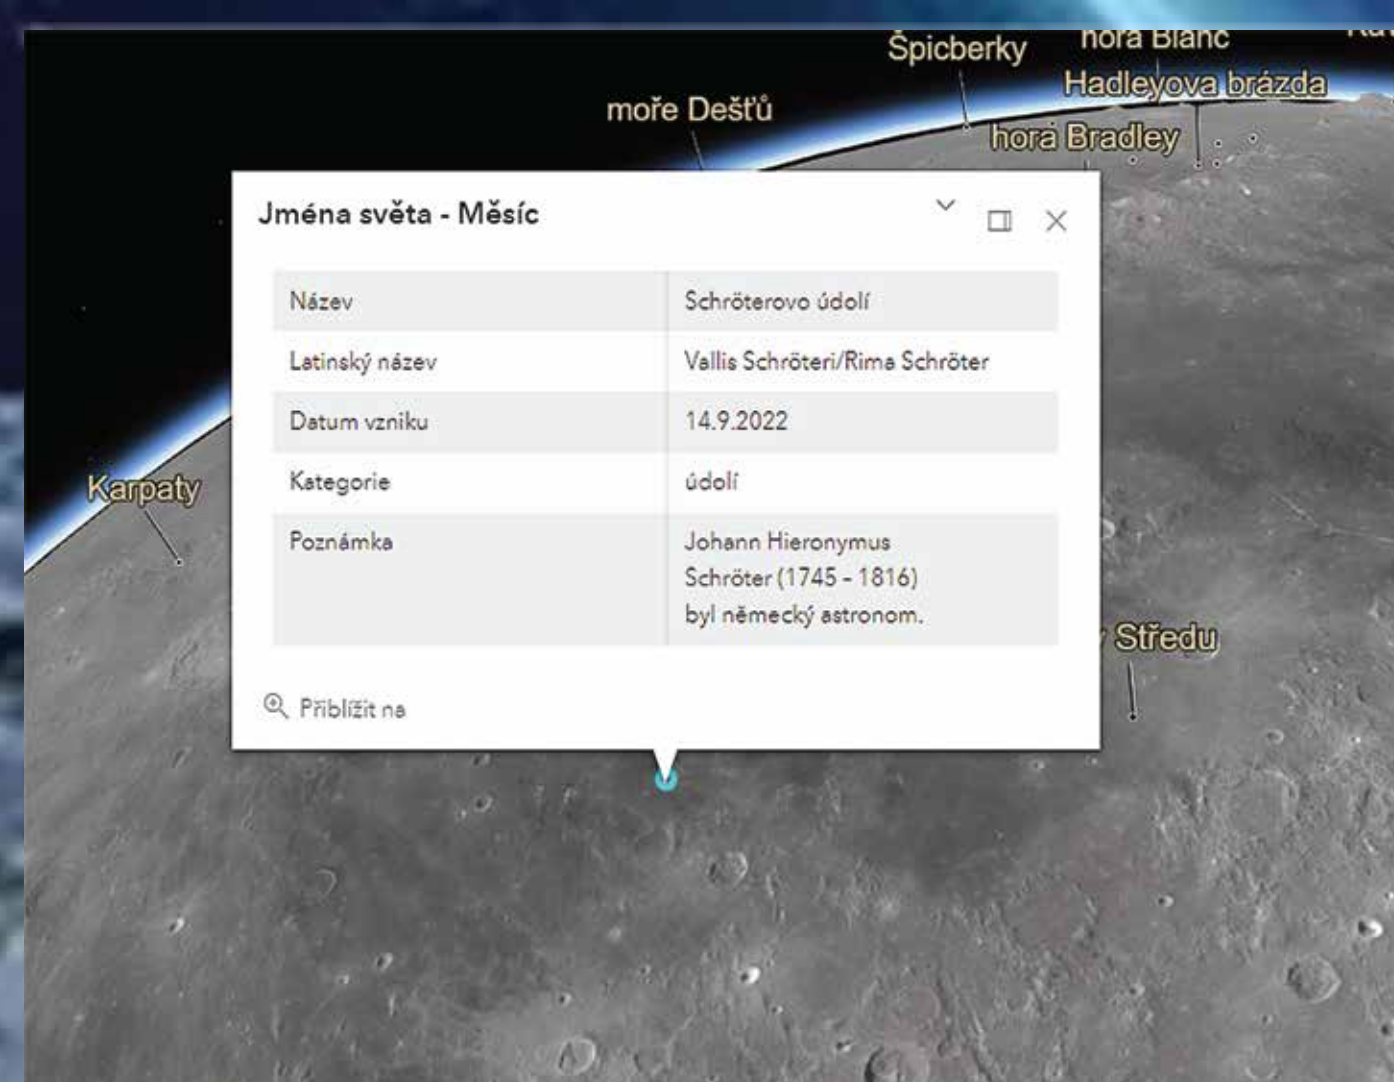 Špicberky
hora Blanc
Hadleyova brázda
moře Dešťů
hora Bradley
Jména světa - Měsíc
Název Schröterovo údolí
Latinský název Vallis Schröteri/Rima Schröter
Datum vzniku 14.9.2022
Kategorie údolí
Poznámka Johann Hieronymus
Schröter (1745 - 1816)
byl německý astronom.
Karpaty
Středu
Přiblížit na